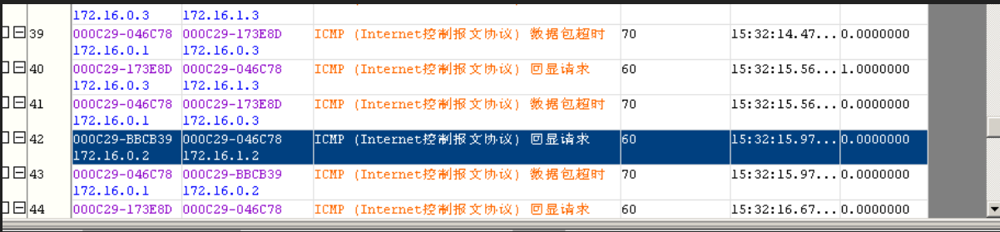 172.16.0.3 172.16.1.3
39 000C29-046C78 000C29-173E8D ICMP (Internet控制报文协议) 数据包超时 70 15:32:14.47... 0.0000000
172.16.0.1 172.16.0.3
40 000C29-173E8D 000C29-046C78 ICMP (Internet控制报文协议) 回显请求 60 15:32:15.56... 1.0000000
172.16.0.3 172.16.1.3
41 000C29-046C78 000C29-173E8D ICMP (Internet控制报文协议) 数据包超时 70 15:32:15.56... 0.0000000
172.16.0.1 172.16.0.3
42 000C29-BBCB39 000C29-046C78 ICMP (Internet控制报文协议) 回显请求 60 15:32:15.97... 0.0000000
172.16.0.2 172.16.1.2
43 000C29-046C78 000C29-BBCB39 ICMP (Internet控制报文协议) 数据包超时 70 15:32:15.97... 0.0000000
172.16.0.1 172.16.0.2
44 000C29-173E8D 000C29-046C78 ICMP (Internet控制报文协议) 回显请求 60 15:32:16.67... 0.0000000